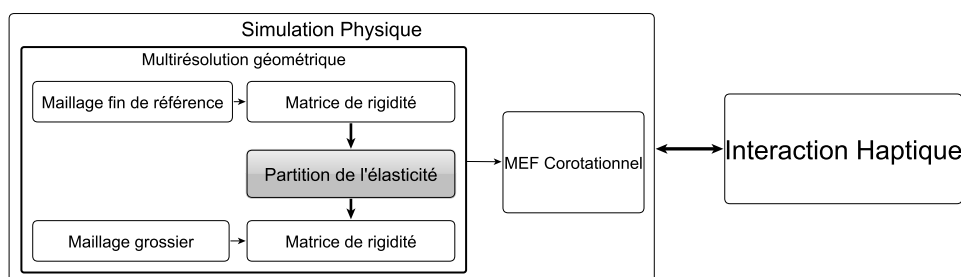 Simulation Physique
Multirésolution géométrique
Maillage fin de référence
Matrice de rigidité
Partition de l'élasticité
MEF Corotationnel
Interaction Haptique
Maillage grossier
Matrice de rigidité